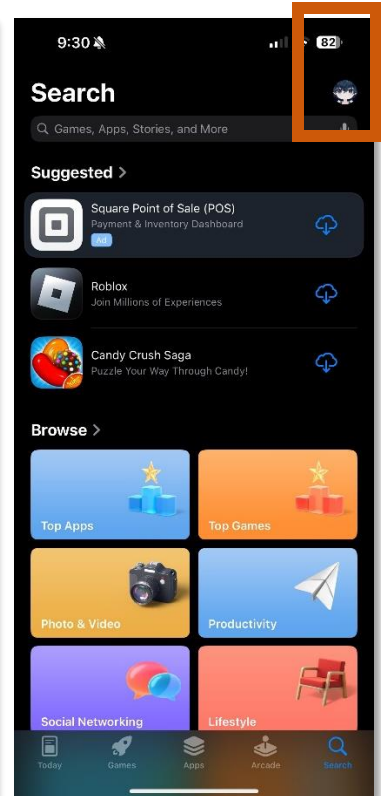 9:30
82
Search
Games, Apps, Stories, and More
Suggested >
Square Point of Sale (POS)
Payment & Inventory Dashboard
Ad
Roblox
Join Millions of Experiences
Candy Crush Saga
Puzzle Your Way Through Candy!
Browse >
Top Apps
Top Games
Photo & Video
Productivity
Social Networking
Lifestyle
Today
Games
Apps
Arcade
Search